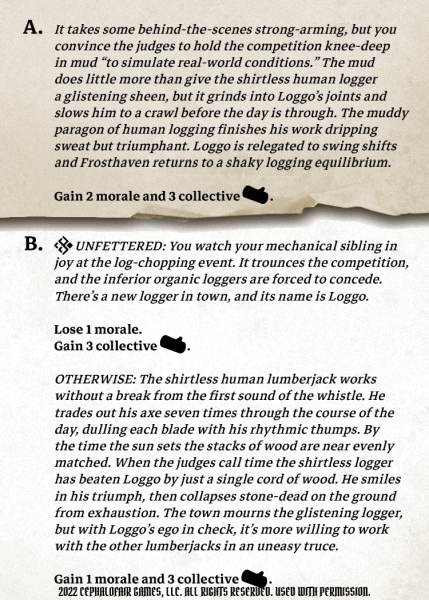 A. It takes some behind-the-scenes strong-arming, but you
convince the judges to hold the competition knee-deep
in mud “to simulate real-world conditions.” The mud
does little more than give the shirtless human logger
a glistening sheen, but it grinds into Loggo’s joints and
slows him to a crawl before the day is through. The muddy
paragon of human logging finishes his work dripping
sweat but triumphant. Loggo is relegated to swing shifts
and Frosthaven returns to a shaky logging equilibrium.
Gain 2 morale and 3 collective .
B. UNFETTERED: You watch your mechanical sibling in
joy at the log-chopping event. It trounces the competition,
and the inferior organic loggers are forced to concede.
There’s a new logger in town, and its name is Loggo.
Lose 1 morale.
Gain 3 collective .
OTHERWISE: The shirtless human lumberjack works
without a break from the first sound of the whistle. He
trades out his axe seven times through the course of the
day, dulling each blade with his rhythmic thumps. By
the time the sun sets the stacks of wood are near evenly
matched. When the judges call time the shirtless logger
has beaten Loggo by just a single cord of wood. He smiles
in his triumph, then collapses stone-dead on the ground
from exhaustion. The town mourns the glistening logger,
but with Loggo’s ego in check, it’s more willing to work
with the other lumberjacks in an uneasy truce.
Gain 1 morale and 3 collective .
2022 CEPHALOFAIR GAMES, LLC. ALL RIGHTS RESERVED. USED WITH PERMISSION.